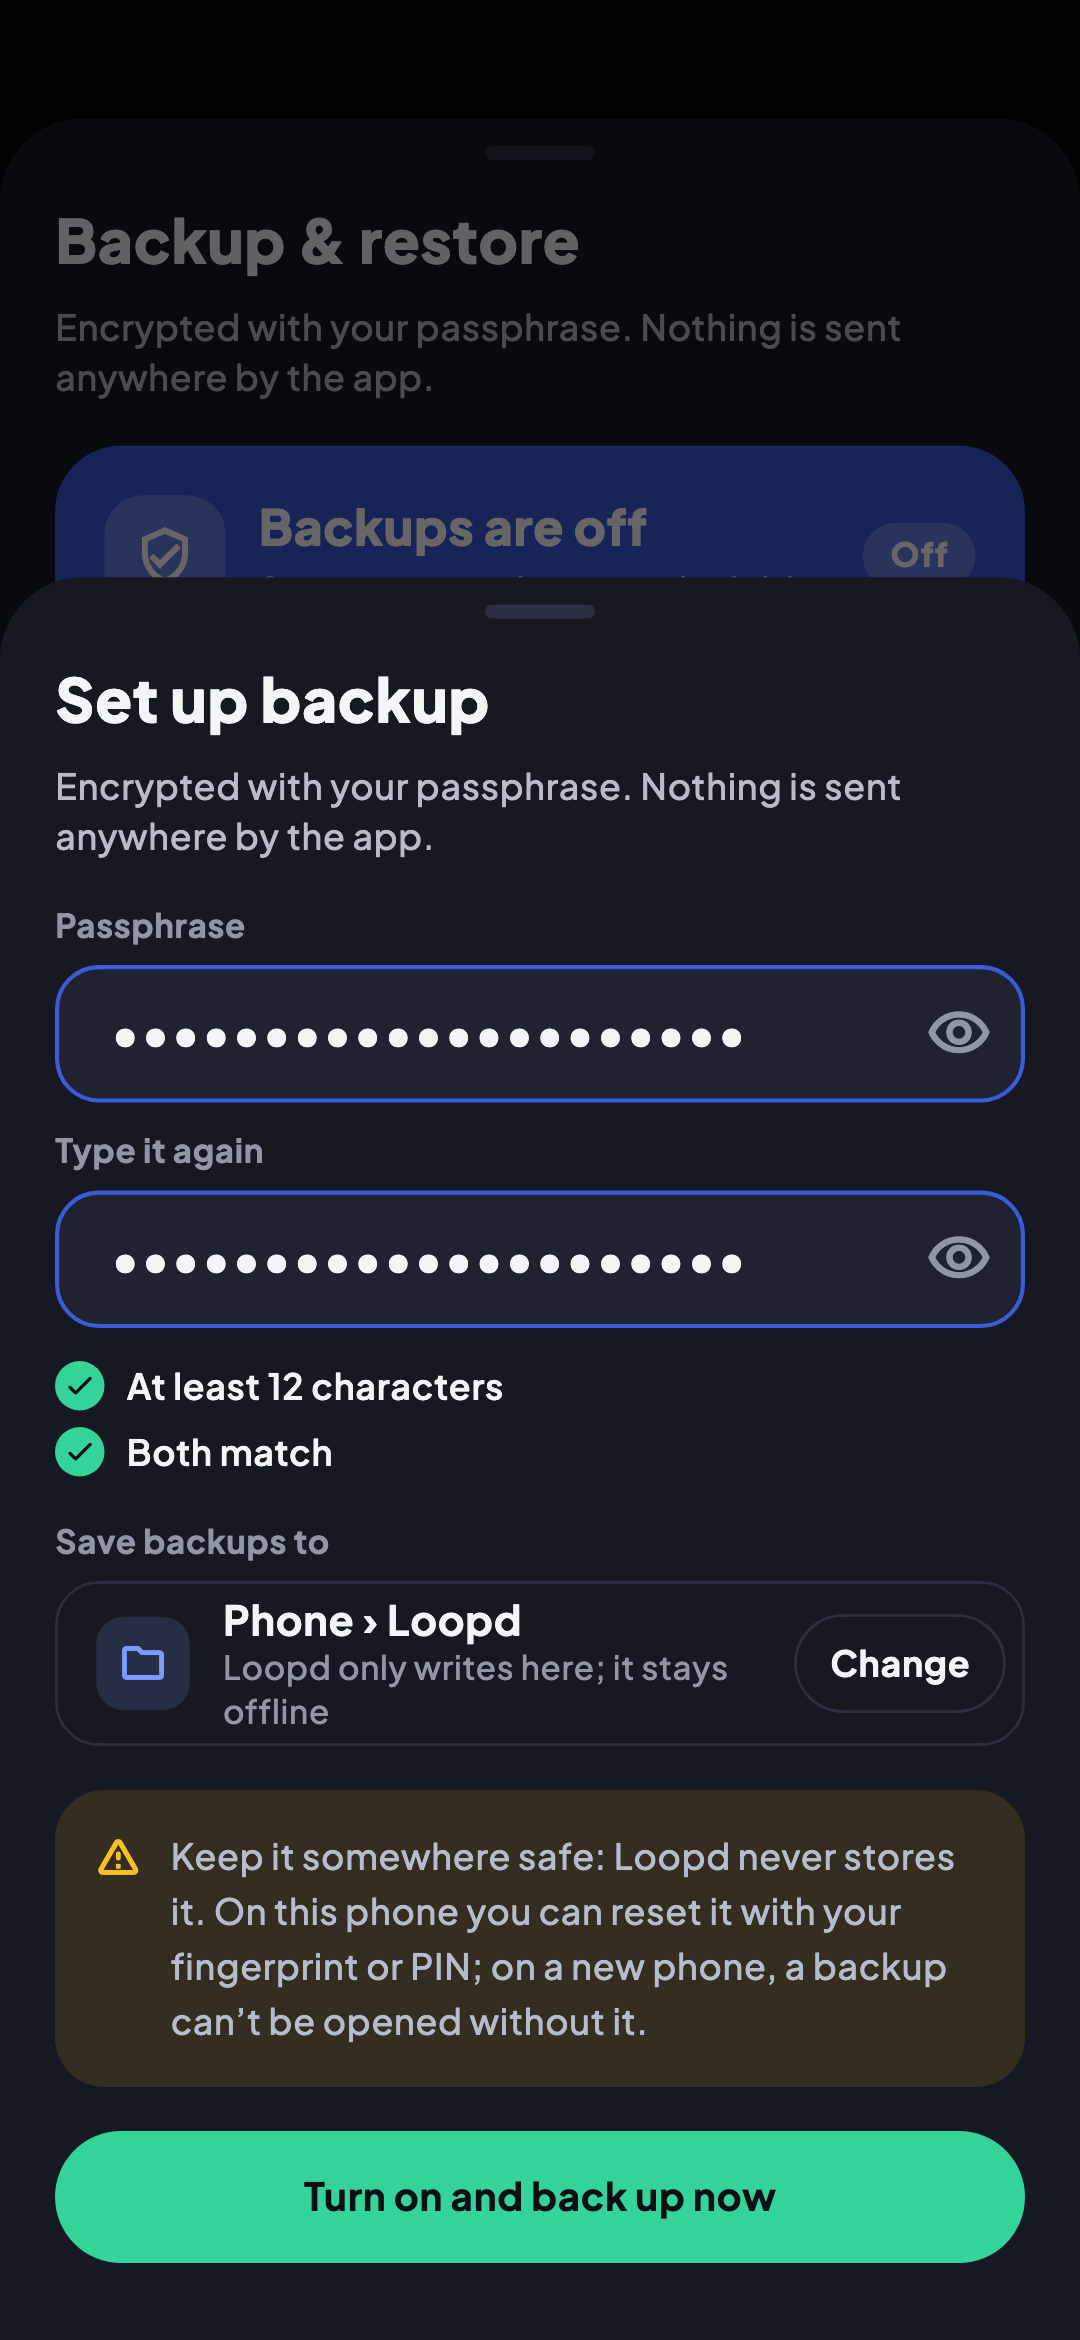 Backup & restore
Encrypted with your passphrase. Nothing is sent
anywhere by the app.
Backups are off
Off
Set up backup
Encrypted with your passphrase. Nothing is sent
anywhere by the app.
Passphrase
Type it again
At least 12 characters
Both match
Save backups to
Phone › Loopd
Loopd only writes here; it stays
offline
Change
Keep it somewhere safe: Loopd never stores
it. On this phone you can reset it with your
fingerprint or PIN; on a new phone, a backup
can’t be opened without it.
Turn on and back up now